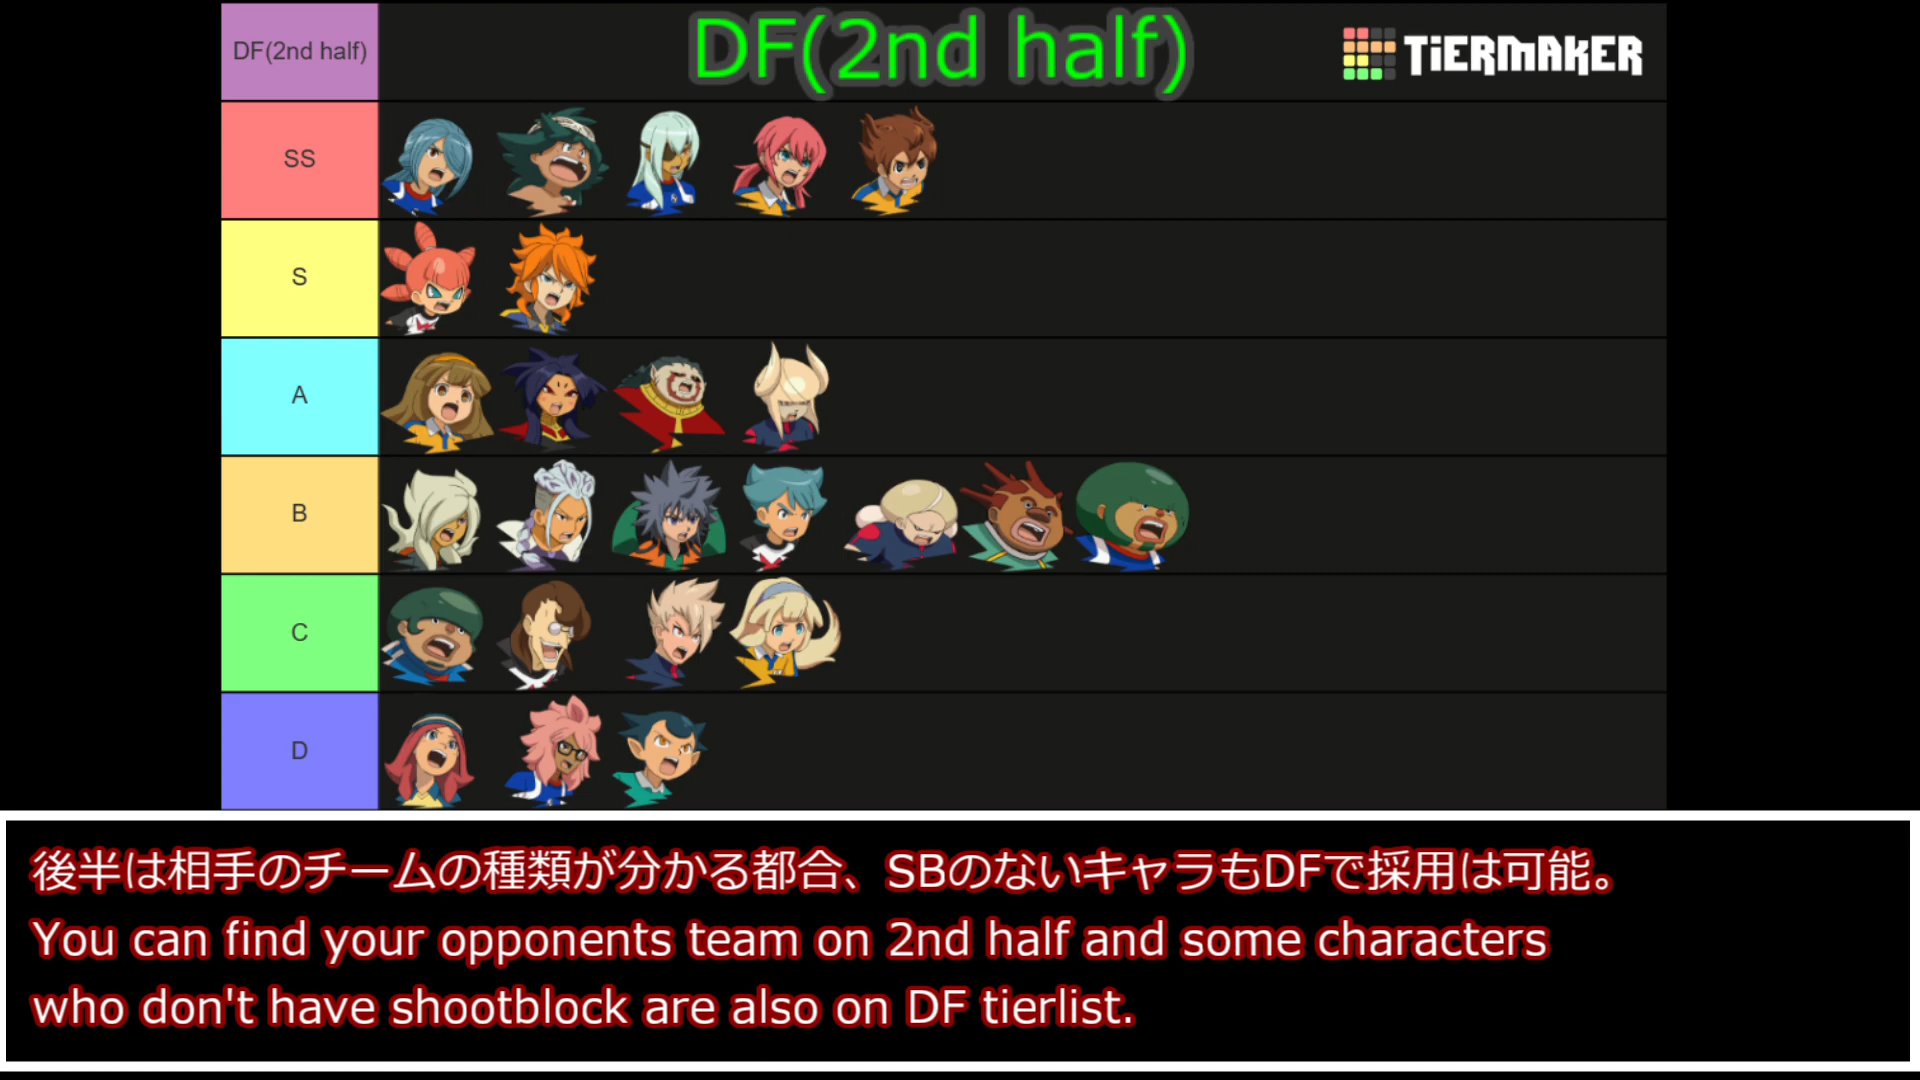 DF(2nd half)
DF(2nd half)
TiERMAKER
SS
S
A
B
C
D
後半は相手のチームの種類が分かる都合、SBのないキャラもDFで採用は可能。
You can find your opponents team on 2nd half and some characters
who don't have shootblock are also on DF tierlist.